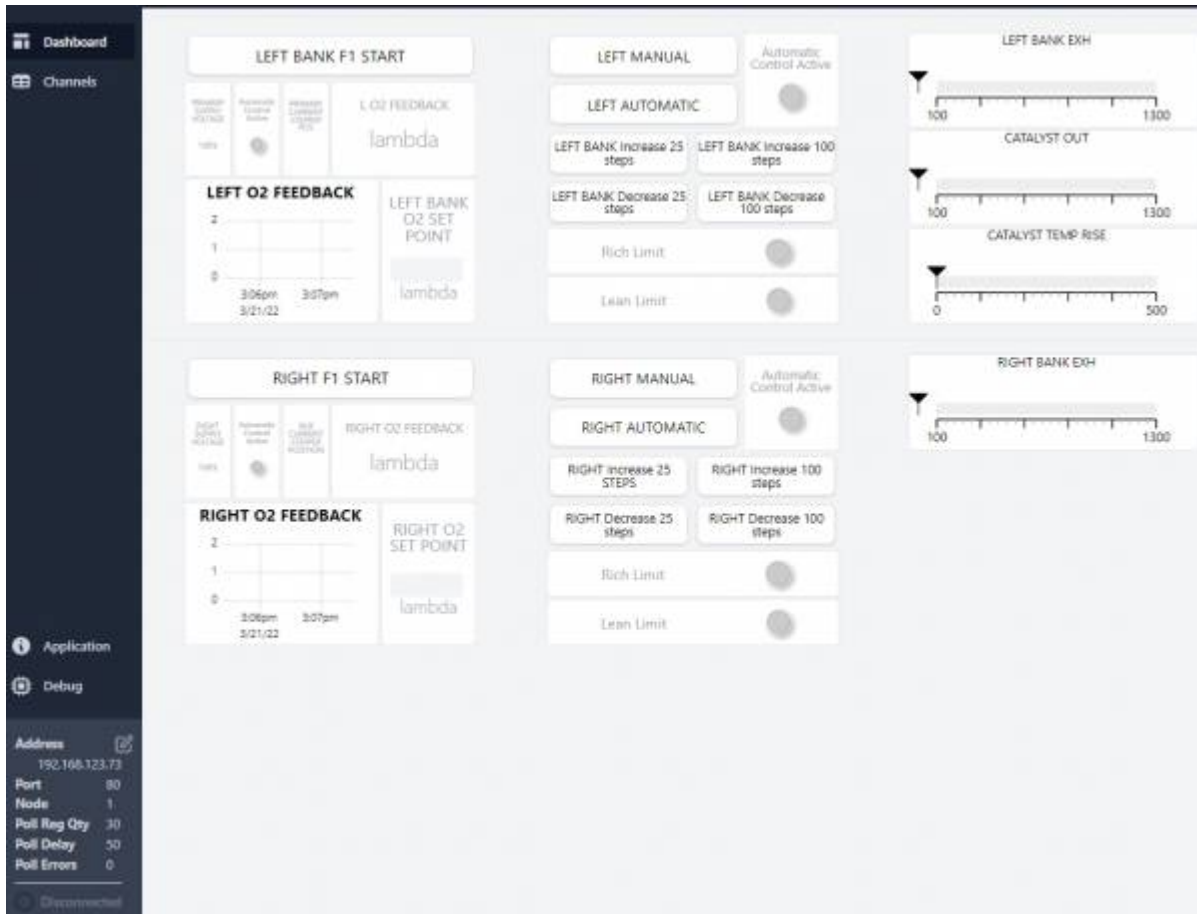 Dashboard
Channels
LEFT BANK F1 START
L O2 FEEDBACK
lambda
LEFT O2 FEEDBACK
2
1
0
3:06pm 3:07pm
3/21/22
LEFT BANK
O2 SET
POINT
lambda
LEFT MANUAL
Automatic
Control Active
LEFT AUTOMATIC
LEFT BANK Increase 25
steps
LEFT BANK Increase 100
steps
LEFT BANK Decrease 25
steps
LEFT BANK Decrease
100 steps
Rich Limit
Lean Limit
LEFT BANK EXH
100 1300
CATALYST OUT
100 1300
CATALYST TEMP RISE
0 500
RIGHT F1 START
RIGHT O2 FEEDBACK
lambda
RIGHT O2 FEEDBACK
2
1
0
3:06pm 3:07pm
3/21/22
RIGHT O2
SET POINT
lambda
RIGHT MANUAL
Automatic
Control Active
RIGHT AUTOMATIC
RIGHT Increase 25
STEPS
RIGHT Increase 100
steps
RIGHT Decrease 25
steps
RIGHT Decrease 100
steps
Rich Limit
Lean Limit
RIGHT BANK EXH
100 1300
Application
Debug
Address
192.168.123.73
Port 80
Node 1
Poll Reg Qty 30
Poll Delay 50
Poll Errors 0
Disconnected